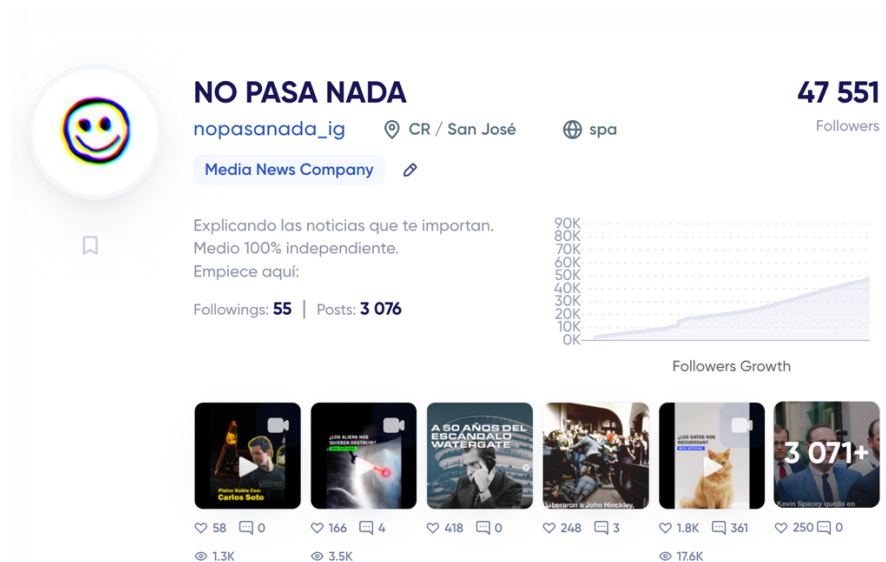 NO PASA NADA
47 551
nopasanada_ig
CR / San José
spa
Followers
Media News Company
Explicando las noticias que te importan.
Medio 100% independiente.
Empiece aquí:
Followings: 55 | Posts: 3 076
90K
80K
70K
60K
50K
40K
30K
20K
10K
0K
Followers Growth
Pietro Habla Con
Carlos Soto
¿LOS ALIENS NOS
QUIEREN DESTRUIR?
A 50 AÑOS DEL
ESCÁNDALO
WATERGATE
Liberaron a John Hinckley,
¿LOS GATOS NOS
RECUERDAN?
3 071+
Kevin Spacey queda en
58 0
166 4
418 0
248 3
1.8K 361
250 0
1.3K
3.5K
17.6K